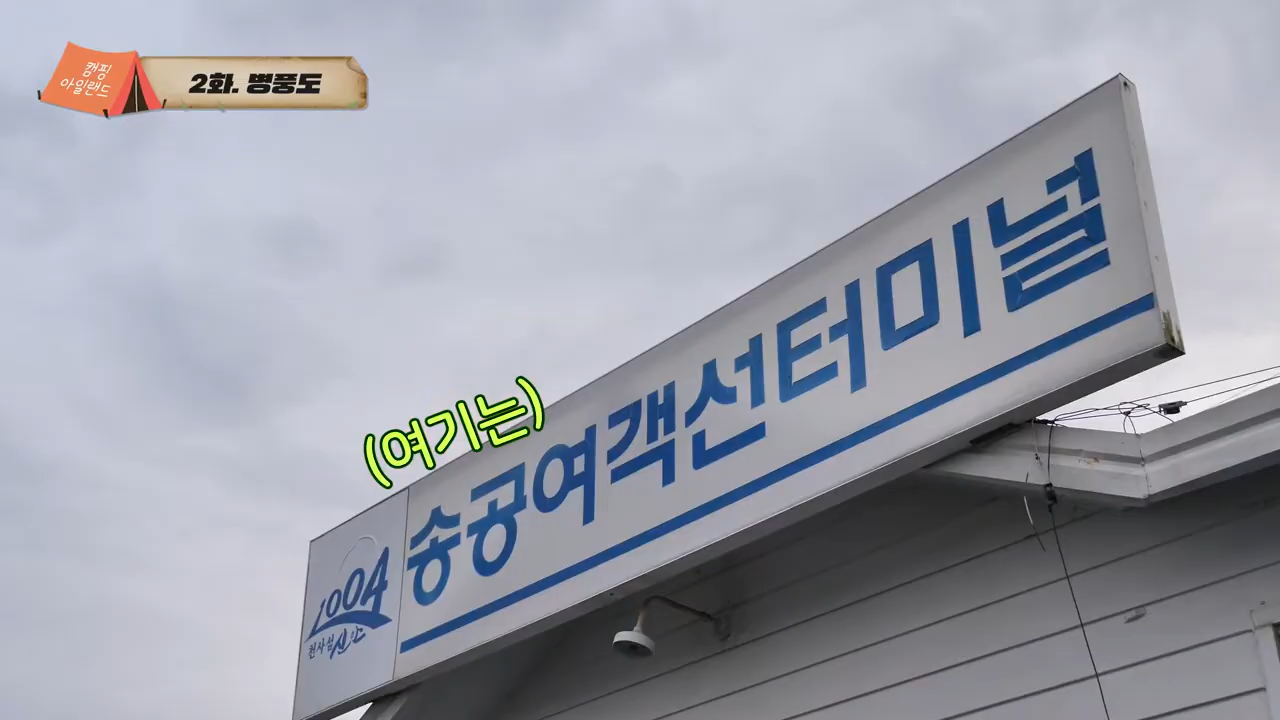 캠핑
아일랜드
2화. 병풍도
(여기는)
송공여객선터미널
1004
천사섬 신안